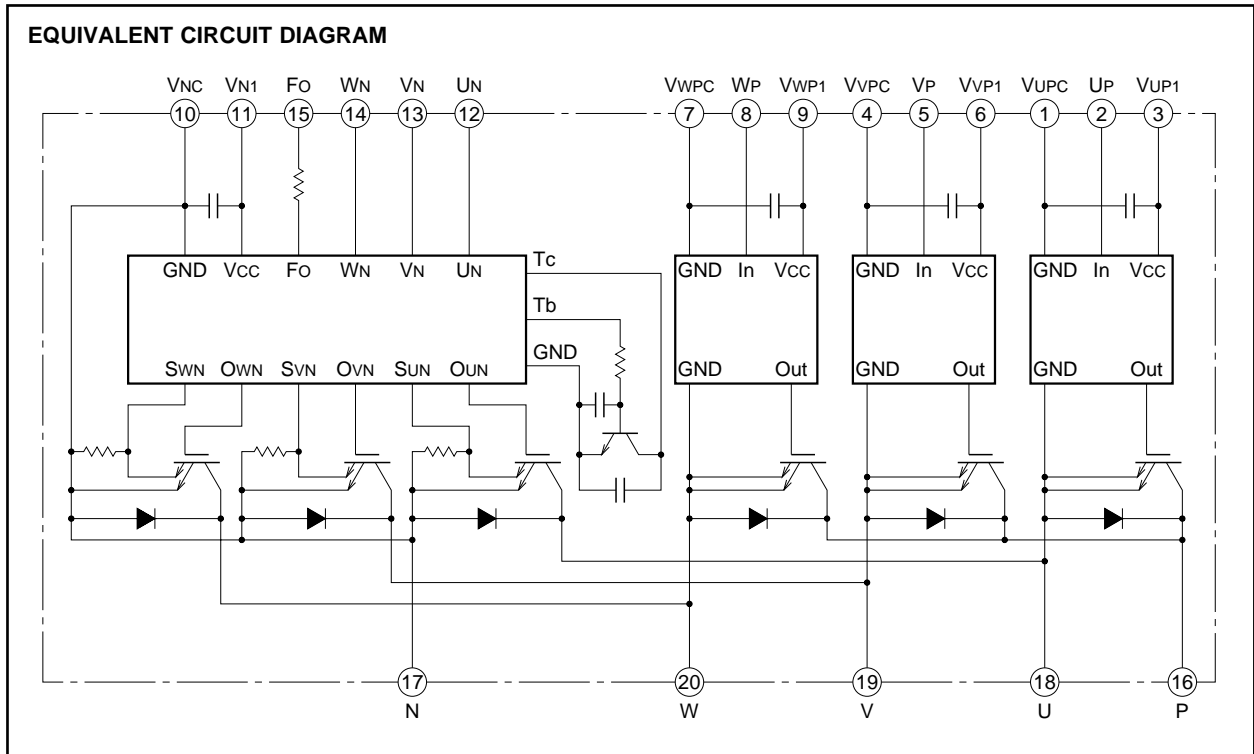 EQUIVALENT CIRCUIT DIAGRAM
VNC VN1 FO WN VN UN VWPC WP VWP1 VVPC VP VVP1 VUPC UP VUP1
10 11 15 14 13 12 7 8 9 4 5 6 1 2 3
GND VCC FO WN VN UN Tc GND In VCC GND In VCC GND In VCC
Tb
GND
SWN OWN SVN OVN SUN OUN GND Out GND Out GND Out
17 20 19 18 16
N W V U P